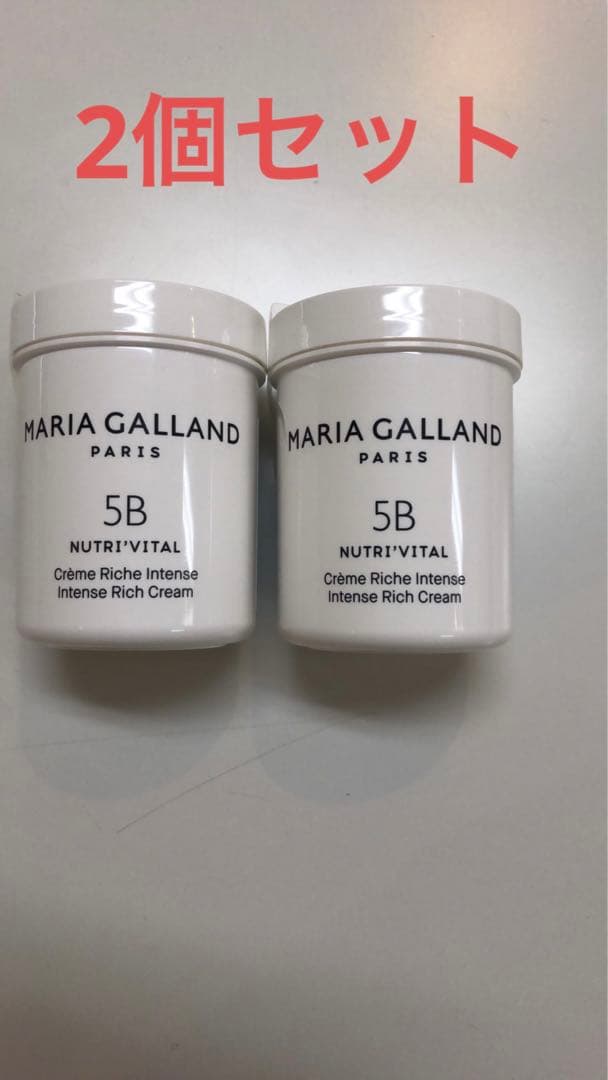 2個セット
MARIA GALLAND
PARIS
5B
NUTRI'VITAL
Crème Riche Intense
Intense Rich Cream
MARIA GALLAND
PARIS
5B
NUTRI'VITAL
Crème Riche Intense
Intense Rich Cream